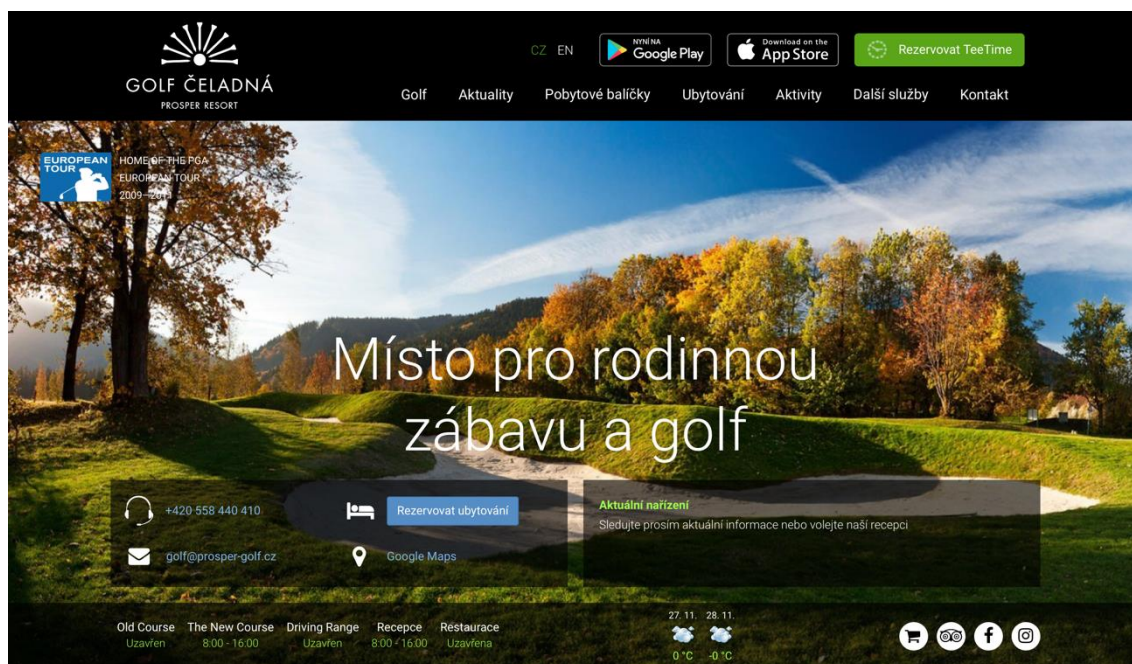 CZ EN
NYNÍ NA
Google Play
Download on the
App Store
Rezervovat TeeTime
GOLF ČELADNÁ
PROSPER RESORT
Golf Aktuality Pobytové balíčky Ubytování Aktivity Další služby Kontakt
EUROPEAN
TOUR
HOME OF THE PGA
EUROPEAN TOUR
2009-2011
Místo pro rodinnou
zábavu a golf
+420 558 440 410
Rezervovat ubytování
golf@prosper-golf.cz
Google Maps
Aktuální nařízení
Sledujte prosím aktuální informace nebo volejte naší recepci
Old Course The New Course Driving Range Recepce Restaurace
Uzavřen 8:00 - 16:00 Uzavřen 8:00 - 16:00 Uzavřena
27. 11. 28. 11.
0 °C -0 °C